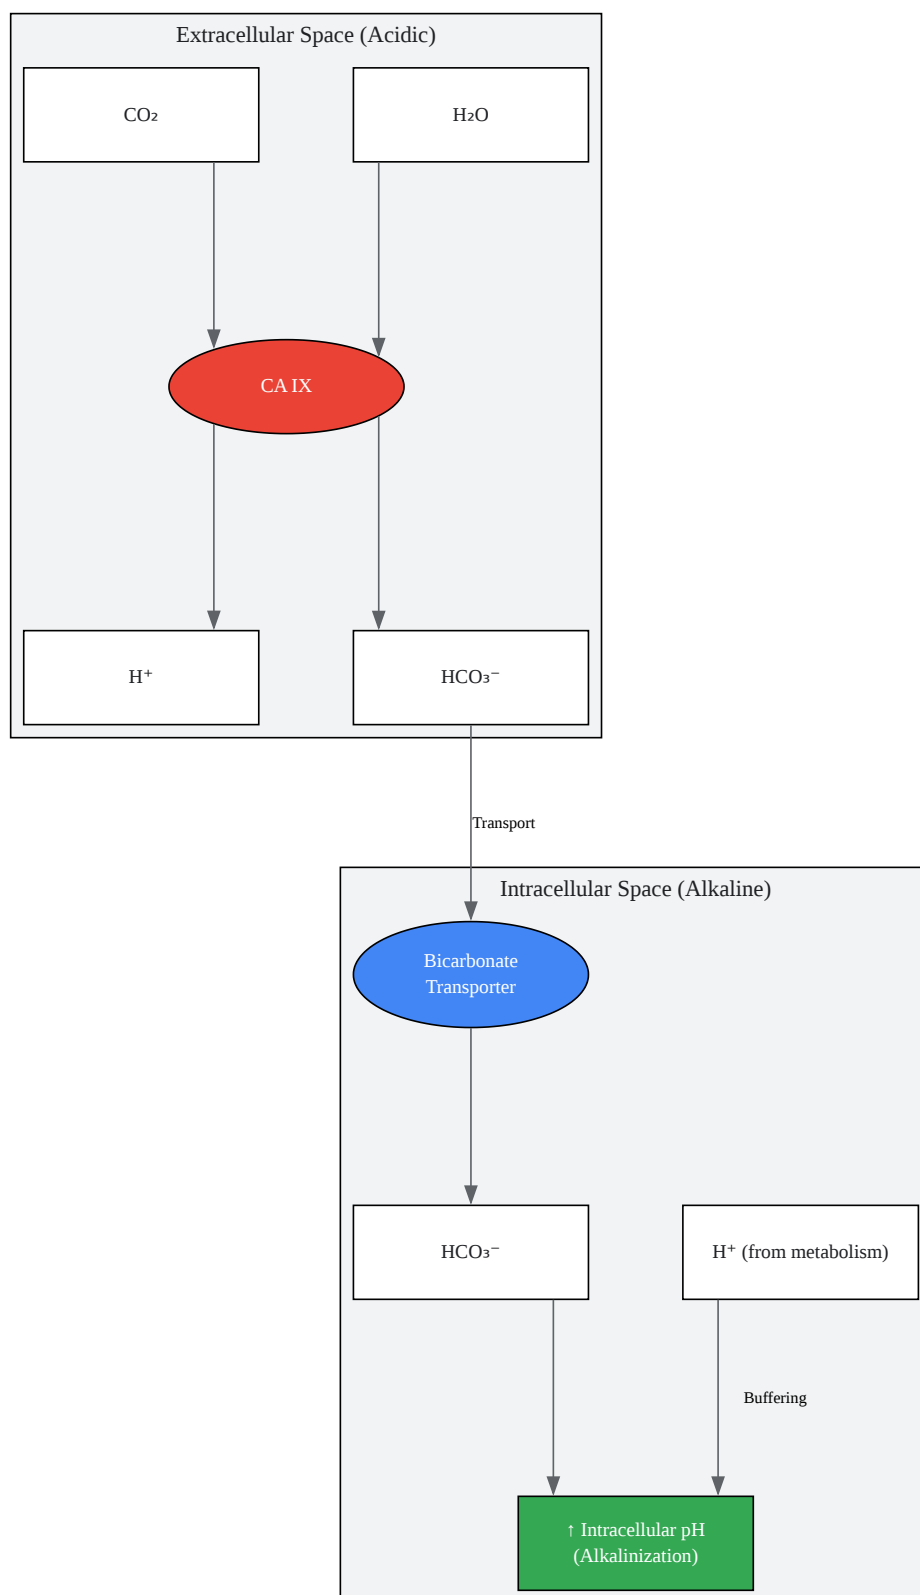 Extracellular Space (Acidic)
CO₂
H₂O
CA IX
H⁺
HCO₃⁻
Transport
Intracellular Space (Alkaline)
Bicarbonate
Transporter
HCO₃⁻
H⁺ (from metabolism)
Buffering
↑ Intracellular pH
(Alkalinization)